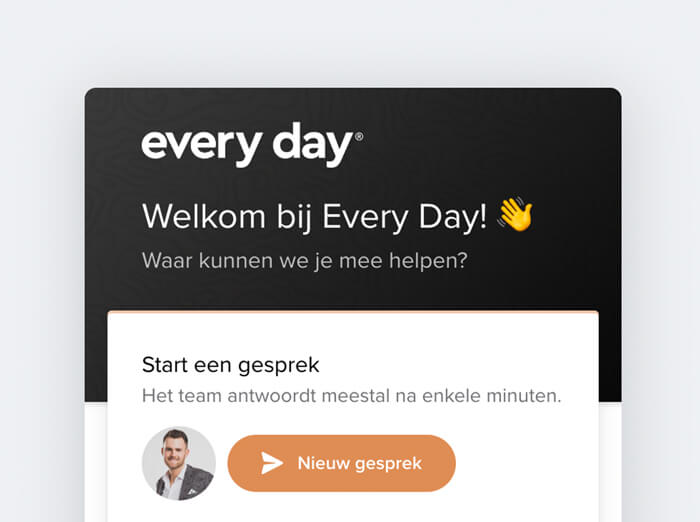 every day®
Welkom bij Every Day! 👋
Waar kunnen we je mee helpen?
Start een gesprek
Het team antwoordt meestal na enkele minuten.
Nieuw gesprek